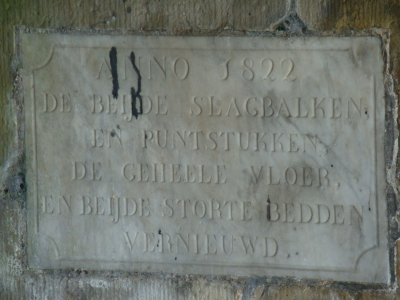 ANNO 1822
DE BEIJDE SLAGBALKEN
EN PUNTSTUKKEN,
DE GEHEELE VLOER,
EN BEIJDE STORTE BEDDEN
VERNIEUWD.